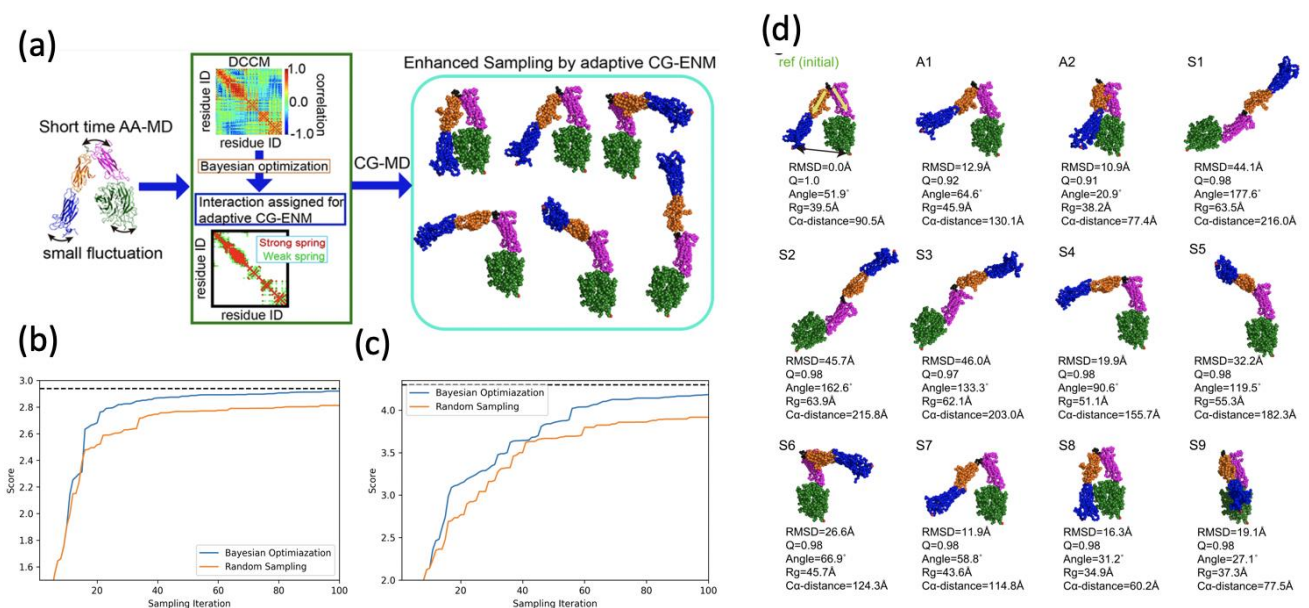 (a)
Short time AA-MD
small fluctuation
DCCM
residue ID
residue ID
1.0
0.0
-1.0
correlation
Bayesian optimization
Interaction assigned for
adaptive CG-ENM
Strong spring
Weak spring
residue ID
residue ID
CG-MD
Enhanced Sampling by adaptive CG-ENM
(b)
3.0
2.8
2.6
2.4
2.2
2.0
1.8
1.6
Score
20
40
60
80
100
Sampling Iteration
Bayesian Optimiazation
Random Sampling
(c)
4.0
3.5
3.0
2.5
2.0
Score
20
40
60
80
100
Sampling Iteration
Bayesian Optimiazation
Random Sampling
(d)
ref (initial)
RMSD=0.0Å
Q=1.0
Angle=51.9°
Rg=39.5Å
Cα-distance=90.5Å
A1
RMSD=12.9Å
Q=0.92
Angle=64.6°
Rg=45.9Å
Cα-distance=130.1Å
A2
RMSD=10.9Å
Q=0.91
Angle=20.9°
Rg=38.2Å
Cα-distance=77.4Å
S1
RMSD=44.1Å
Q=0.98
Angle=177.6°
Rg=63.5Å
Cα-distance=216.0Å
S2
RMSD=45.7Å
Q=0.98
Angle=162.6°
Rg=63.9Å
Cα-distance=215.8Å
S3
RMSD=46.0Å
Q=0.97
Angle=133.3°
Rg=62.1Å
Cα-distance=203.0Å
S4
RMSD=19.9Å
Q=0.98
Angle=90.6°
Rg=51.1Å
Cα-distance=155.7Å
S5
RMSD=32.2Å
Q=0.98
Angle=119.5°
Rg=55.3Å
Cα-distance=182.3Å
S6
RMSD=26.6Å
Q=0.98
Angle=66.9°
Rg=45.7Å
Cα-distance=124.3Å
S7
RMSD=11.9Å
Q=0.98
Angle=58.8°
Rg=43.6Å
Cα-distance=114.8Å
S8
RMSD=16.3Å
Q=0.98
Angle=31.2°
Rg=34.9Å
Cα-distance=60.2Å
S9
RMSD=19.1Å
Q=0.98
Angle=27.1°
Rg=37.3Å
Cα-distance=77.5Å